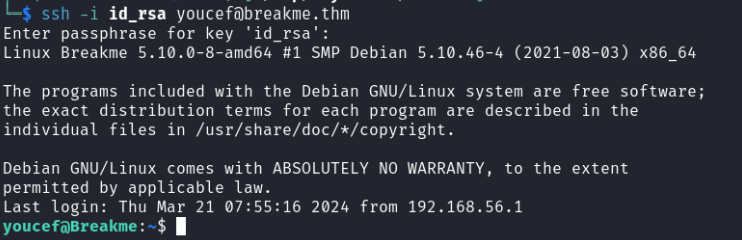 └─$ ssh -i id_rsa youcef@breakme.thm
Enter passphrase for key 'id_rsa':
Linux Breakme 5.10.0-8-amd64 #1 SMP Debian 5.10.46-4 (2021-08-03) x86_64
The programs included with the Debian GNU/Linux system are free software;
the exact distribution terms for each program are described in the
individual files in /usr/share/doc/*/copyright.
Debian GNU/Linux comes with ABSOLUTELY NO WARRANTY, to the extent
permitted by applicable law.
Last login: Thu Mar 21 07:55:16 2024 from 192.168.56.1
youcef@Breakme:~$